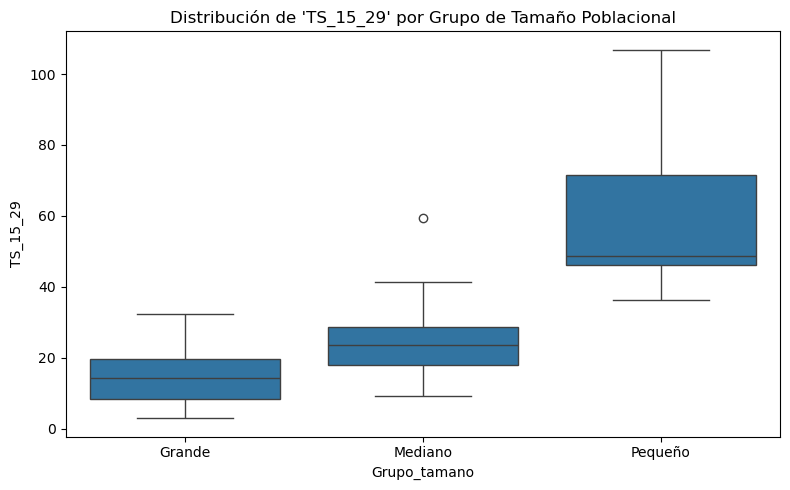 Distribución de 'TS_15_29' por Grupo de Tamaño Poblacional
TS_15_29
100
80
60
40
20
0
Grande Mediano Pequeño
Grupo_tamano